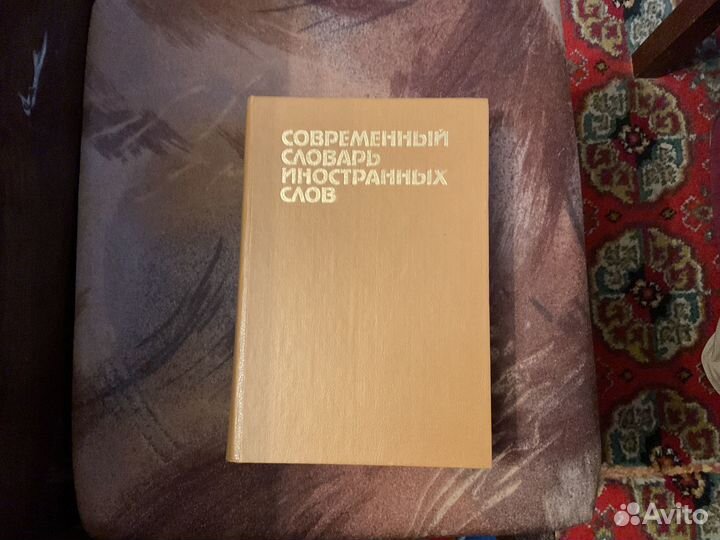 СОВРЕМЕННЫЙ
СЛОВАРЬ
ИНОСТРАННЫХ
СЛОВ
Avito